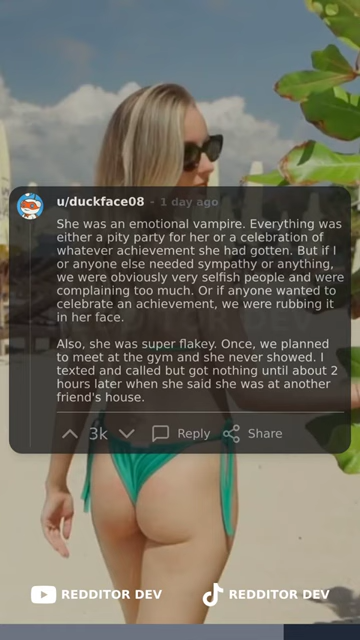 u/duckface08 - 1 day ago
She was an emotional vampire. Everything was
either a pity party for her or a celebration of
whatever achievement she had gotten. But if I
or anyone else needed sympathy or anything,
we were obviously very selfish people and were
complaining too much. Or if anyone wanted to
celebrate an achievement, we were rubbing it
in her face.
Also, she was super flakey. Once, we planned
to meet at the gym and she never showed. I
texted and called but got nothing until about 2
hours later when she said she was at another
friend's house.
3k Reply Share
REDDITOR DEV REDDITOR DEV